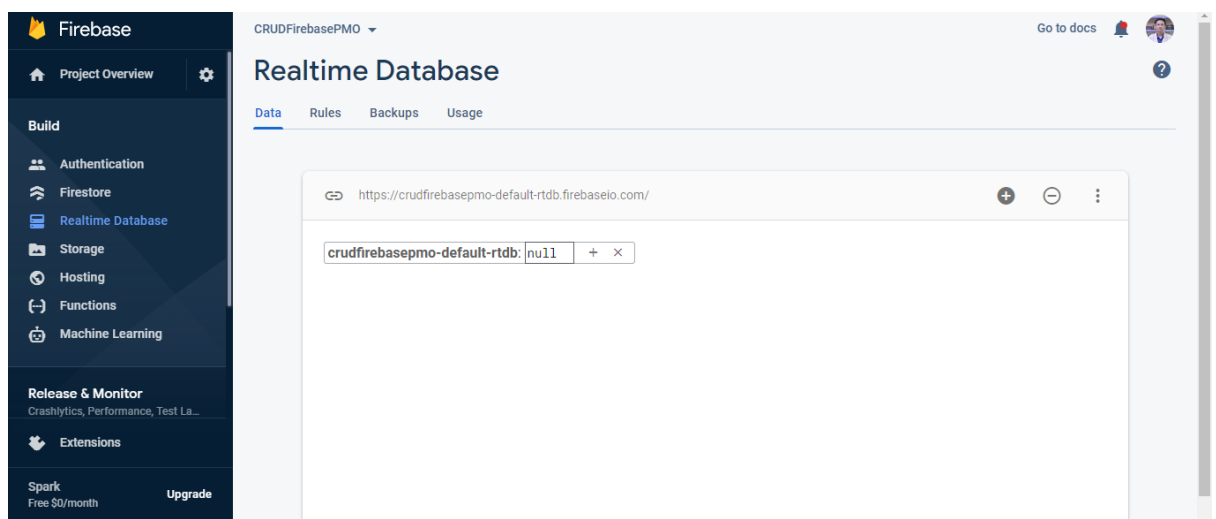 Firebase
Project Overview
Build
Authentication
Firestore
Realtime Database
Storage
Hosting
Functions
Machine Learning
Release & Monitor
Crashlytics, Performance, Test La...
Extensions
Spark
Free $0/month
Upgrade
CRUDFirebasePMO
Go to docs
Realtime Database
Data Rules Backups Usage
https://crudfirebasepmo-default-rtdb.firebaseio.com/
crudfirebasepmo-default-rtdb: null + ×